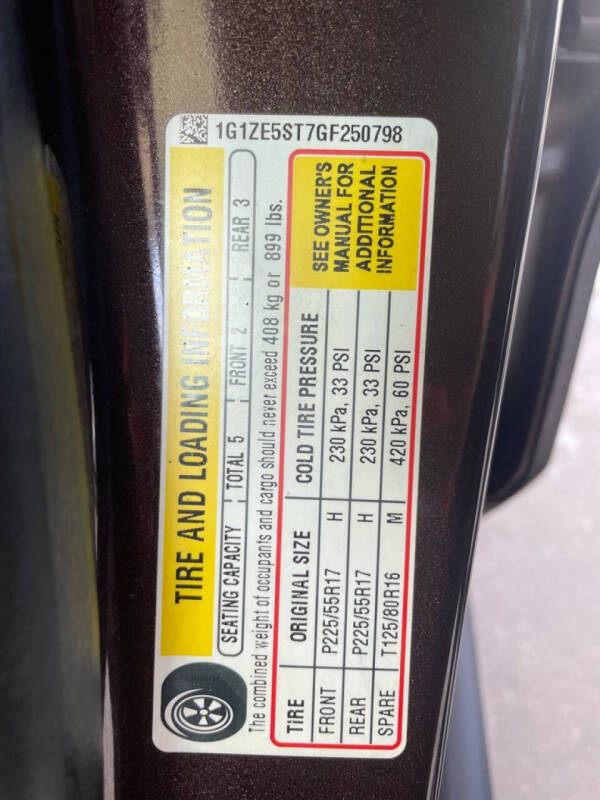 1G1ZE5ST7GF250798
TIRE AND LOADING INFORMATION
SEATING CAPACITY TOTAL 5 FRONT 2 REAR 3
The combined weight of occupants and cargo should never exceed 408 kg or 899 lbs.
TIRE ORIGINAL SIZE COLD TIRE PRESSURE
FRONT P225/55R17 H 230 kPa, 33 PSI
REAR P225/55R17 H 230 kPa, 33 PSI
SPARE T125/80R16 M 420 kPa, 60 PSI
SEE OWNER'S
MANUAL FOR
ADDITIONAL
INFORMATION